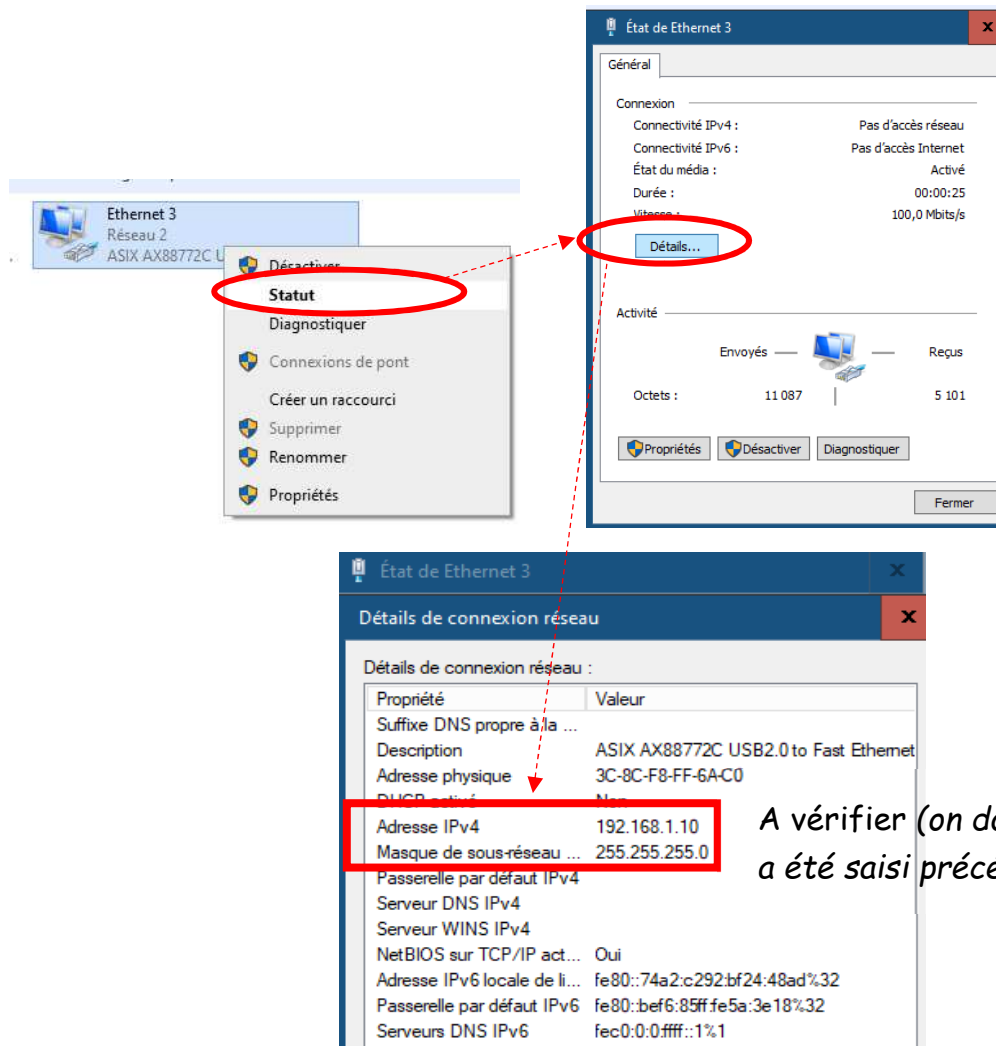 Ethernet 3
Réseau 2
ASIX AX88772C U
Désactiver
Statut
Diagnostiquer
Connexions de pont
Créer un raccourci
Supprimer
Renommer
Propriétés
État de Ethernet 3
x
Général
Connexion
Connectivité IPv4 : Pas d'accès réseau
Connectivité IPv6 : Pas d'accès Internet
État du média : Activé
Durée : 00:00:25
Vitesse : 100,0 Mbits/s
Détails...
Activité
Envoyés Reçus
Octets : 11 087 5 101
Propriétés Désactiver Diagnostiquer
Fermer
État de Ethernet 3 x
Détails de connexion réseau x
Détails de connexion réseau :
Propriété Valeur
Suffixe DNS propre à la ...
Description ASIX AX88772C USB2.0 to Fast Ethernet
Adresse physique 3C-8C-F8-FF-6A-C0
DHCP activé Non
Adresse IPv4 192.168.1.10
Masque de sous-réseau ... 255.255.255.0
A vérifier (on do
a été saisi préce
Passerelle par défaut IPv4
Serveur DNS IPv4
Serveur WINS IPv4
NetBIOS sur TCP/IP act... Oui
Adresse IPv6 locale de li... fe80::74a2:c292:bf24:48ad%32
Passerelle par défaut IPv6 fe80::bef6:85ff:fe5a:3e18%32
Serveurs DNS IPv6 fec0:0:0:ffff::1%1